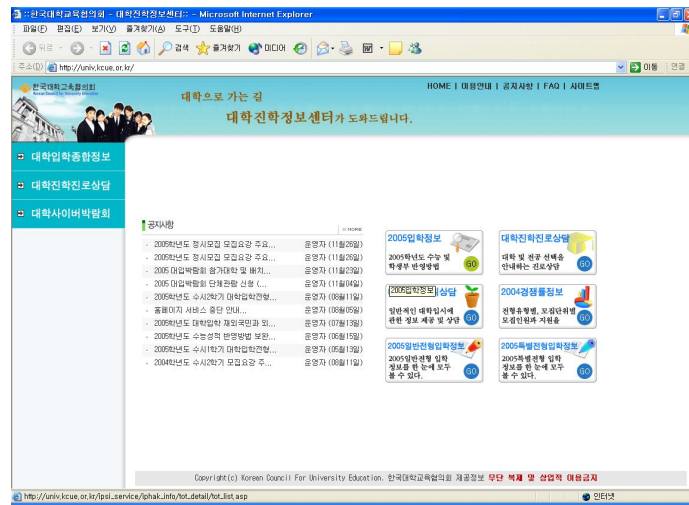 ::한국대학교육협의회 - 대학진학정보센터:: - Microsoft Internet Explorer
파일(F) 편집(E) 보기(V) 즐겨찾기(A) 도구(T) 도움말(H)
뒤로 검색 즐겨찾기 미디어
주소(D) http://univ.kcue.or.kr/ 이동 연결
한국대학교육협의회
HOME | 이용안내 | 공지사항 | FAQ | 사이트맵
대학으로 가는 길
대학진학정보센터가 도와드립니다.
대학입학종합정보
대학진학진로상담
대학사이버박람회
공지사항
MORE
· 2005학년도 정시모집 모집요강 주요... 운영자 (11월26일)
· 2005학년도 정시모집 모집요강 주요... 운영자 (11월26일)
· 2005 대입박람회 참가대학 및 배치... 운영자 (11월23일)
· 2005 대입박람회 단체관람 신청 (... 운영자 (11월04일)
· 2005학년도 수시2학기 대학입학전형... 운영자 (08월11일)
· 홈페이지 서비스 중단 안내... 운영자 (08월05일)
· 2005학년도 대학입학 재외국민과 외... 운영자 (07월13일)
· 2005학년도 수능성적 반영방법 보완... 운영자 (06월15일)
· 2005학년도 수시1학기 대학입학전형... 운영자 (05월13일)
· 2004학년도 수시2학기 모집요강 주... 운영자 (08월11일)
2005입학정보
2005학년도 수능 및
학생부 반영방법
GO
대학진학진로상담
대학 및 전공 선택을
안내하는 진로상담
GO
2005입학정보 상담
일반적인 대학입시에
관한 정보 제공 및 상담
GO
2004경쟁률정보
전형유형별, 모집단위별
모집인원과 지원율
GO
2005일반전형입학정보
2005일반전형 입학
정보를 한 눈에 모두
볼 수 있다.
GO
2005특별전형입학정보
2005특별전형 입학
정보를 한 눈에 모두
볼 수 있다.
GO
Copyright(c) Korean Council For University Education. 한국대학교육협의회 제공정보 무단 복제 및 상업적 이용금지
http://univ.kcue.or.kr/ipsi_service/iphak_info/tot_detail/tot_list.asp 인터넷